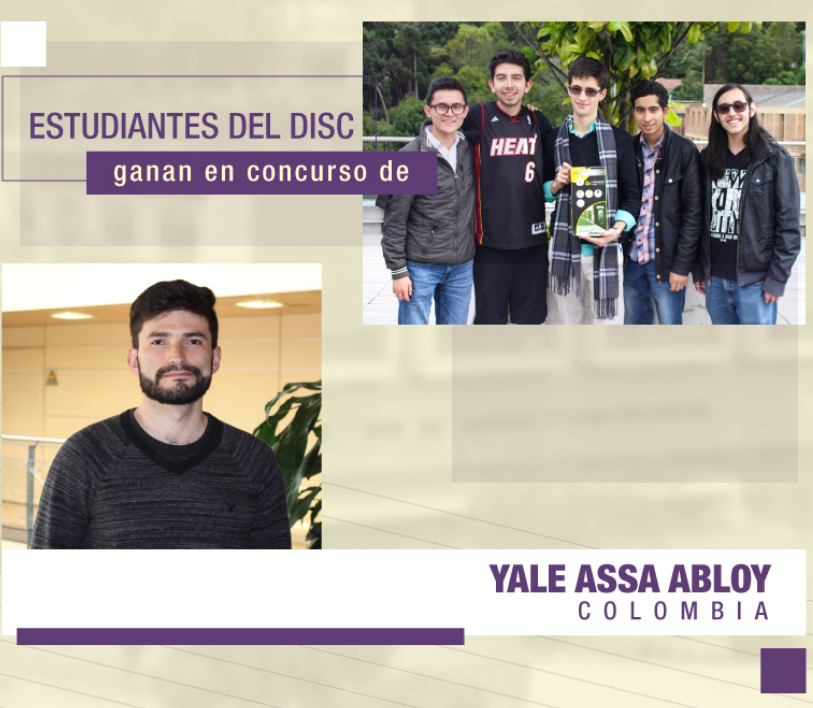 ESTUDIANTES DEL DISC
ganan en concurso de
HEAT
6
YALE ASSA ABLOY
COLOMBIA